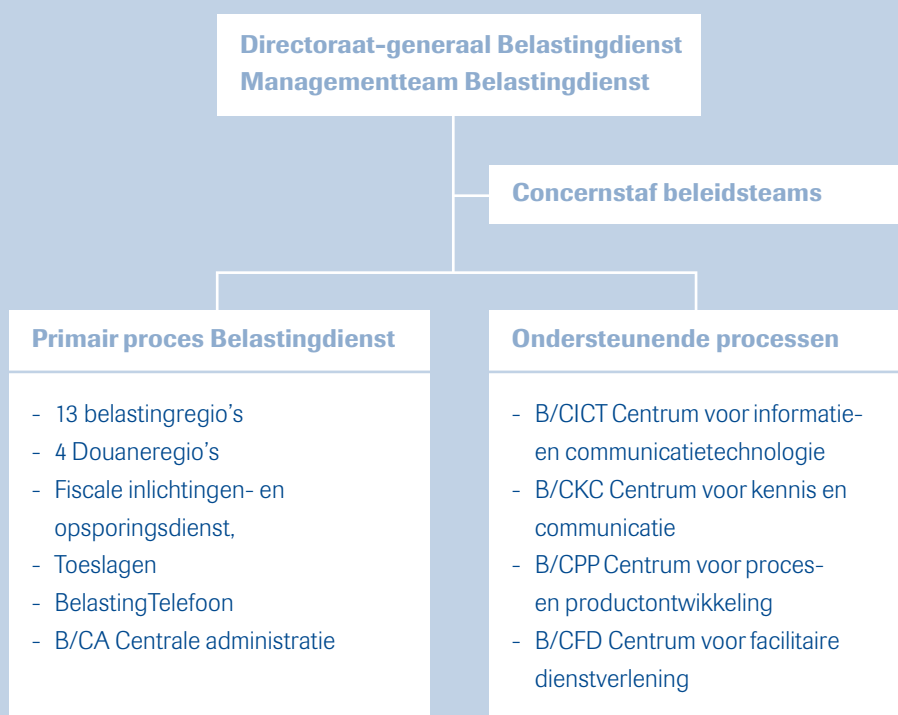 Directoraat-generaal Belastingdienst
Managementteam Belastingdienst
Concernstaf beleidsteams
Primair proces Belastingdienst
- 13 belastingregio's
- 4 Douaneregio's
- Fiscale inlichtingen- en
opsporingsdienst,
- Toeslagen
- BelastingTelefoon
- B/CA Centrale administratie
Ondersteunende processen
- B/CICT Centrum voor informatie-
en communicatietechnologie
- B/CKC Centrum voor kennis en
communicatie
- B/CPP Centrum voor proces-
en productontwikkeling
- B/CFD Centrum voor facilitaire
dienstverlening